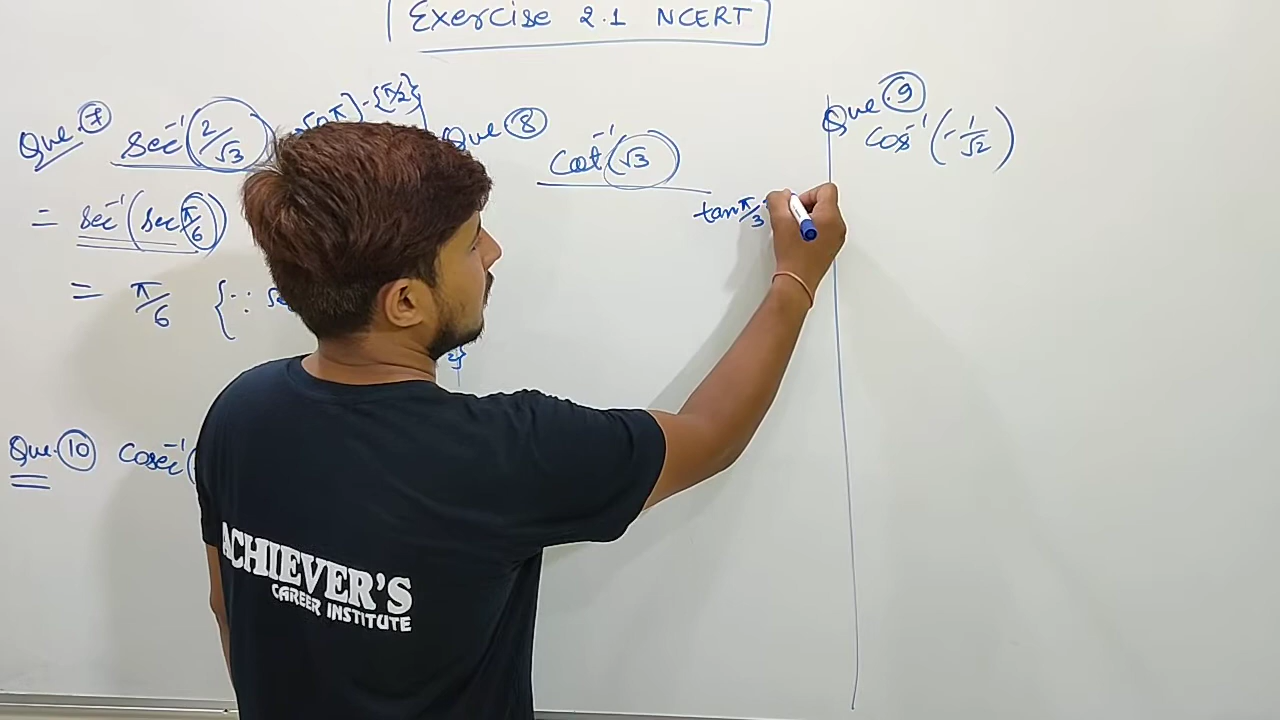 Exercise 2.1 NCERT
Que. 7 sec⁻¹(2/√3) π] - {π/2}
= sec⁻¹(sec π/6)
= π/6 {∵
Que 8
cot⁻¹(√3)
tan π/3
Que. 9
cos⁻¹(-1/√2)
Que. 10 cosec⁻¹(
ACHIEVER'S
CAREER INSTITUTE